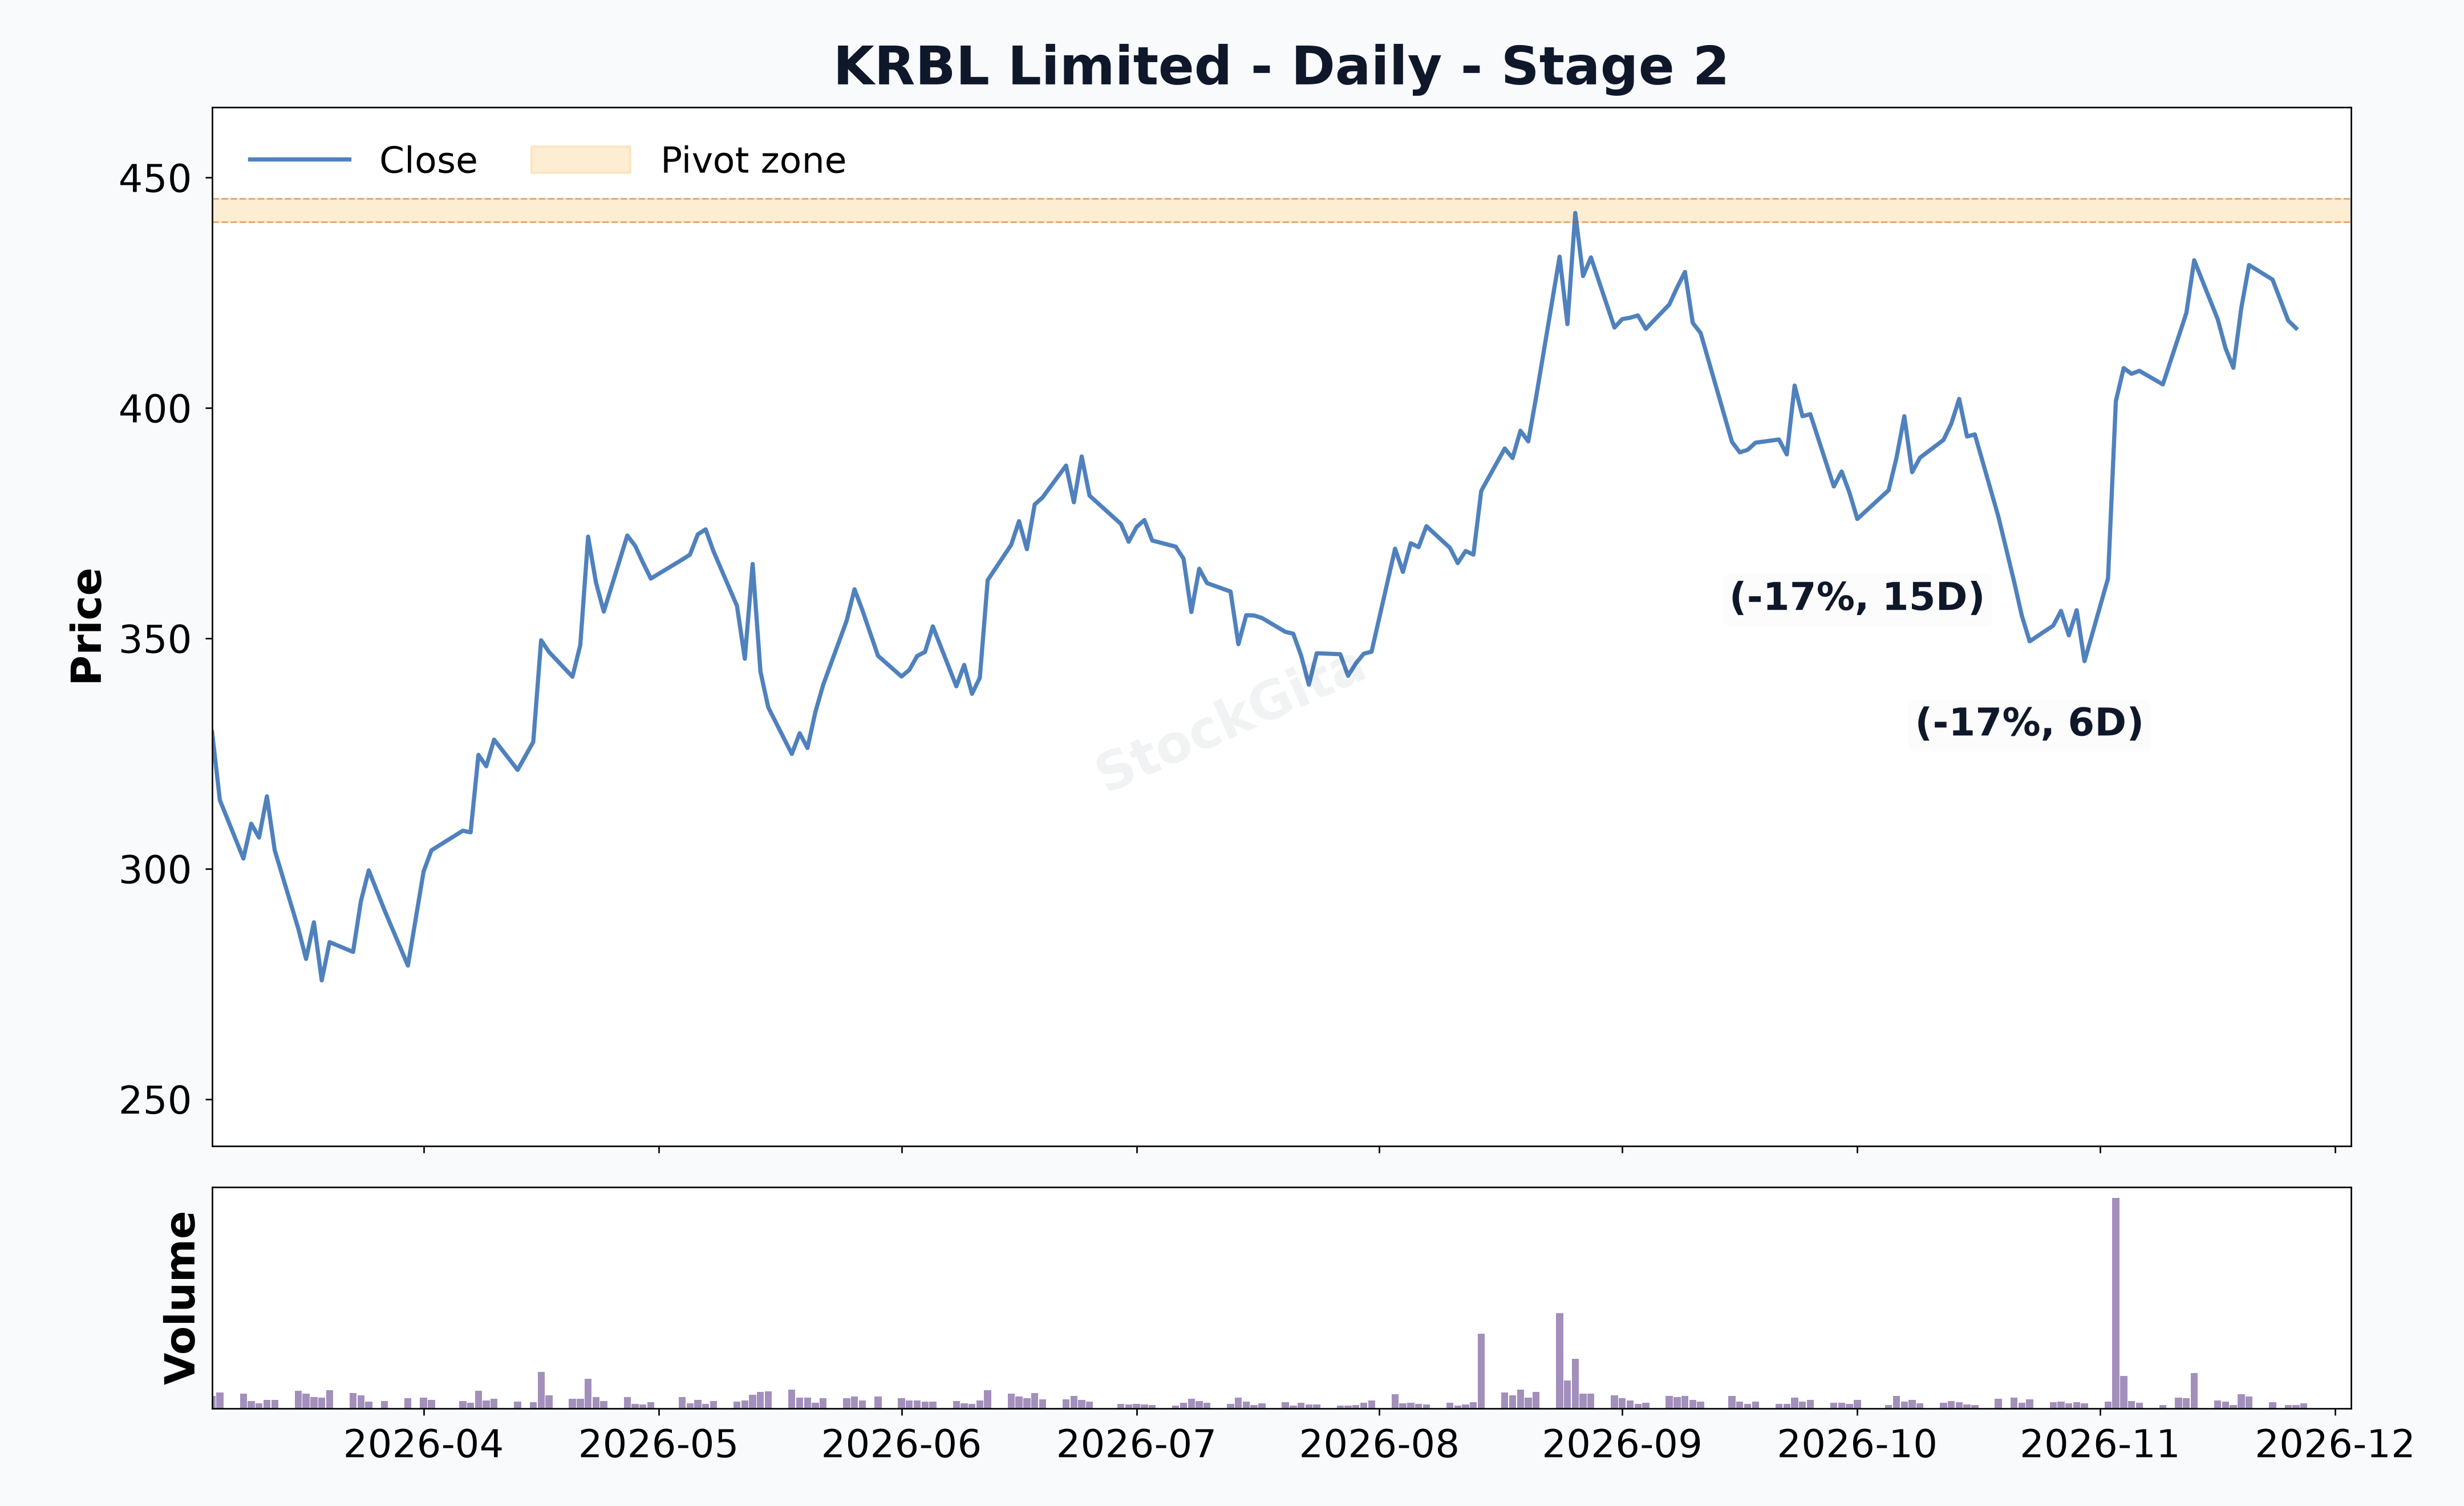 KRBL Limited - Daily - Stage 2
Close
Pivot zone
450
400
350
300
250
Price
(-17%, 15D)
(-17%, 6D)
StockGita
Volume
2026-04
2026-05
2026-06
2026-07
2026-08
2026-09
2026-10
2026-11
2026-12